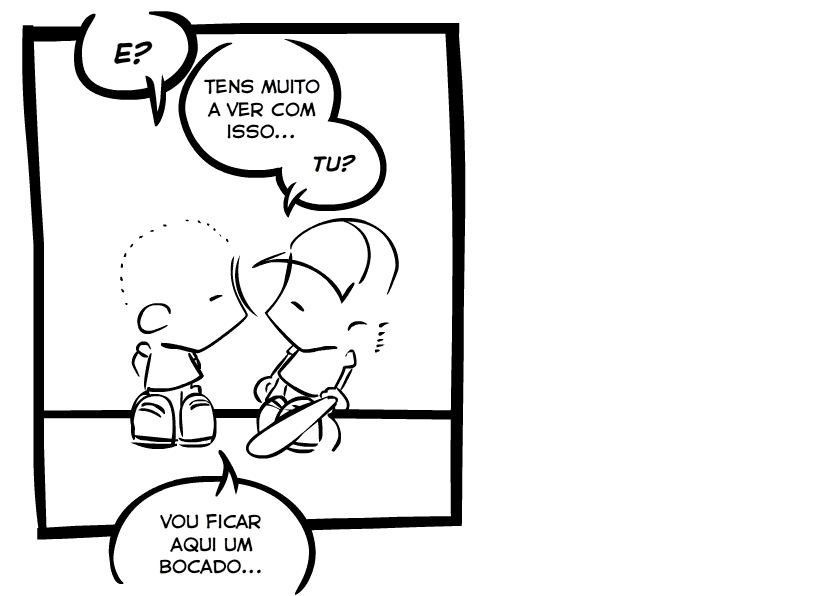 E?
TENS MUITO
A VER COM
ISSO...
TU?
VOU FICAR
AQUI UM
BOCADO...